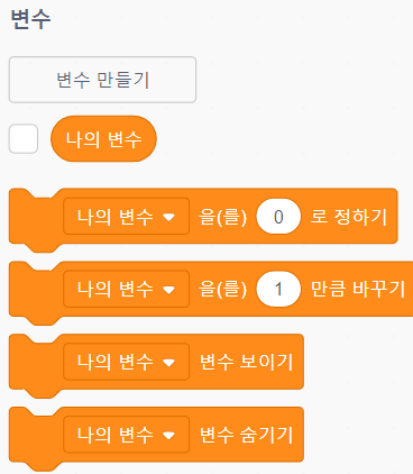 변수
변수 만들기
나의 변수
나의 변수 을(를) 0 로 정하기
나의 변수 을(를) 1 만큼 바꾸기
나의 변수 변수 보이기
나의 변수 변수 숨기기